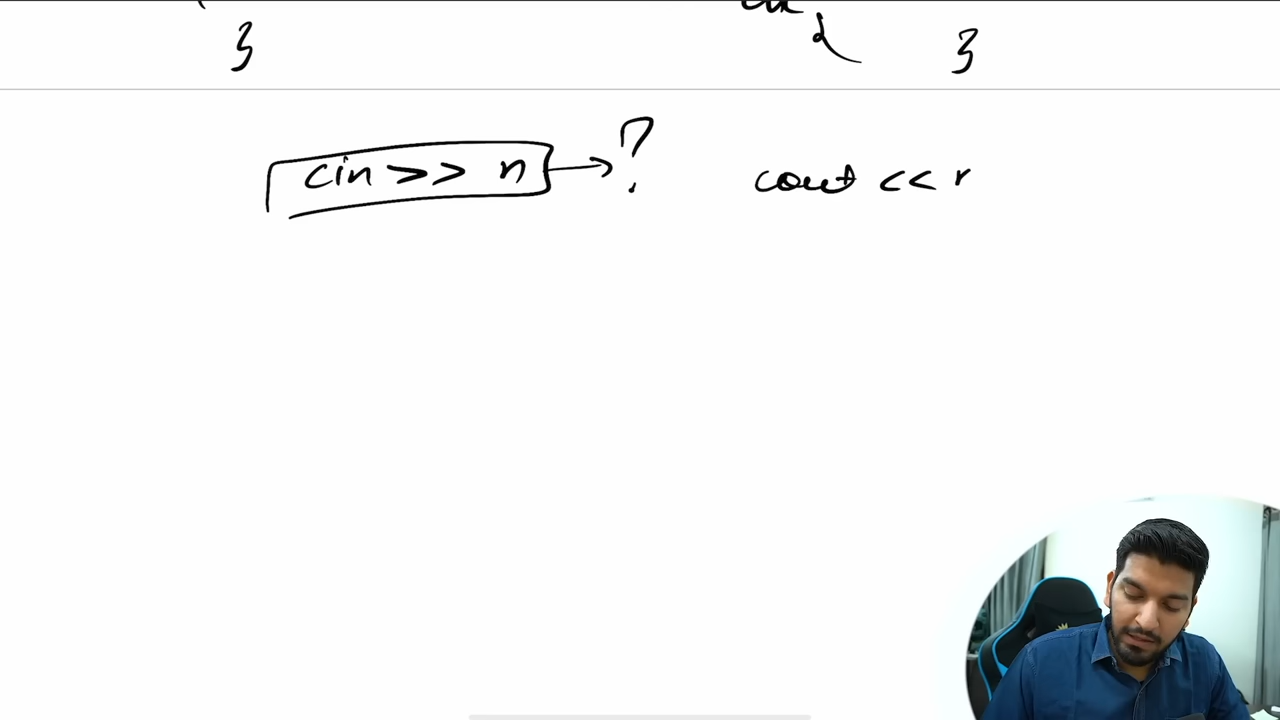 }
}
cin >> n → ?
cout <<